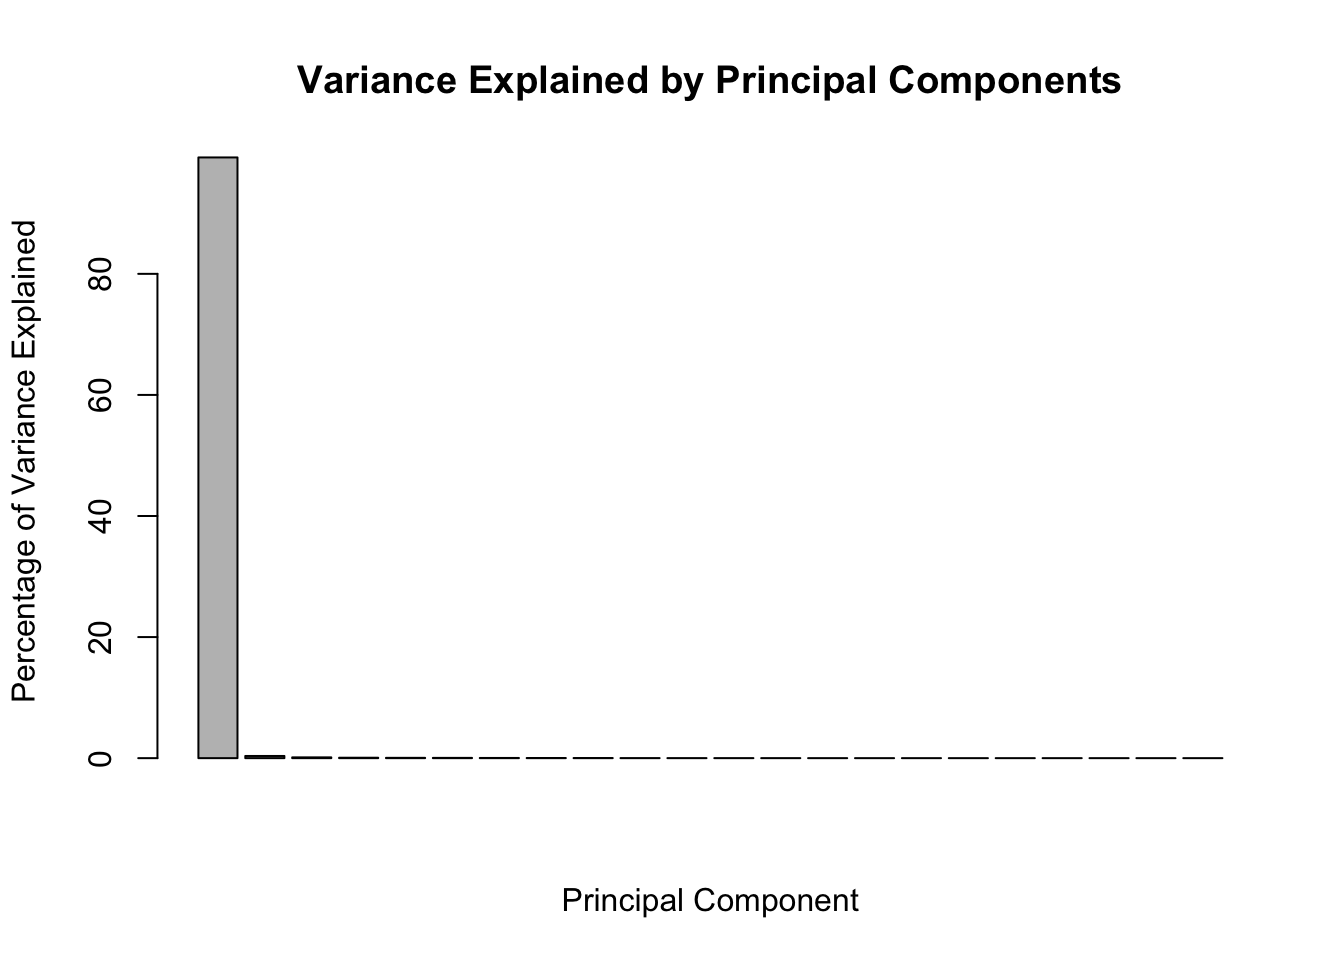 Variance Explained by Principal Components
Percentage of Variance Explained
80
60
40
20
0
Principal Component